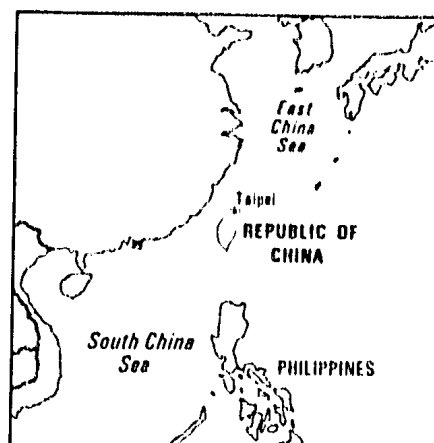 East
China
Sea
Taipei
REPUBLIC OF
CHINA
South China
Sea
PHILIPPINES